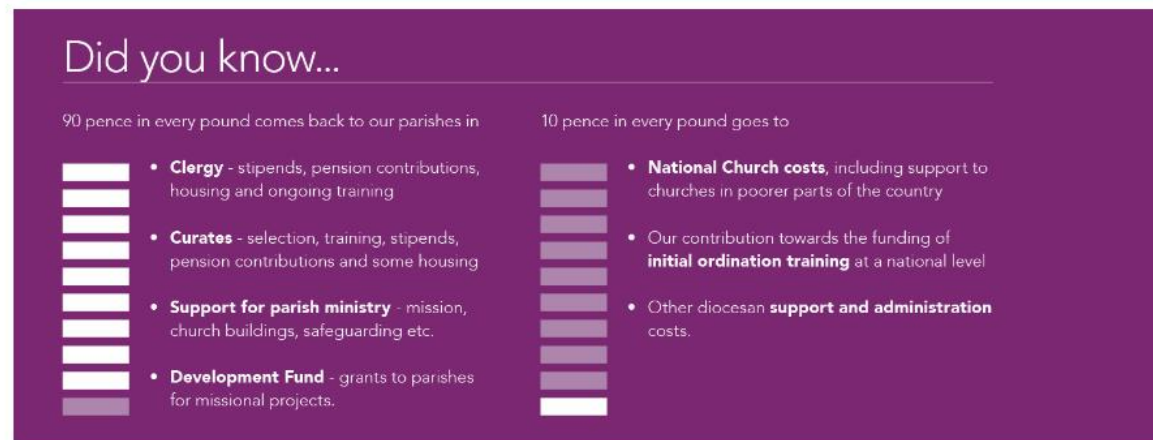 Did you know...
90 pence in every pound comes back to our parishes in
• Clergy - stipends, pension contributions,
housing and ongoing training
• Curates - selection, training, stipends,
pension contributions and some housing
• Support for parish ministry - mission,
church buildings, safeguarding etc.
• Development Fund - grants to parishes
for missional projects.
10 pence in every pound goes to
• National Church costs, including support to
churches in poorer parts of the country
• Our contribution towards the funding of
initial ordination training at a national level
• Other diocesan support and administration
costs.